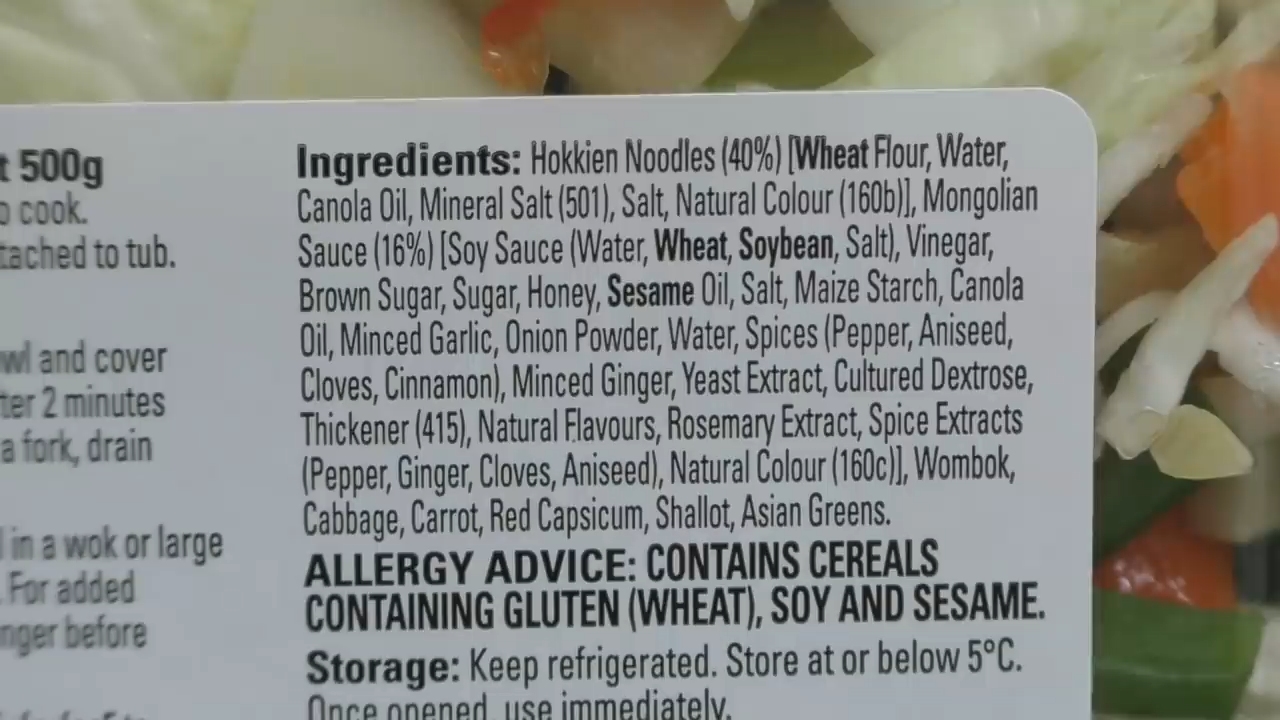 t 500g
o cook.
tached to tub.
wl and cover
ter 2 minutes
a fork, drain
l in a wok or large
. For added
nger before
Ingredients: Hokkien Noodles (40%) [Wheat Flour, Water,
Canola Oil, Mineral Salt (501), Salt, Natural Colour (160b)], Mongolian
Sauce (16%) [Soy Sauce (Water, Wheat, Soybean, Salt), Vinegar,
Brown Sugar, Sugar, Honey, Sesame Oil, Salt, Maize Starch, Canola
Oil, Minced Garlic, Onion Powder, Water, Spices (Pepper, Aniseed,
Cloves, Cinnamon), Minced Ginger, Yeast Extract, Cultured Dextrose,
Thickener (415), Natural Flavours, Rosemary Extract, Spice Extracts
(Pepper, Ginger, Cloves, Aniseed), Natural Colour (160c)], Wombok,
Cabbage, Carrot, Red Capsicum, Shallot, Asian Greens.
ALLERGY ADVICE: CONTAINS CEREALS
CONTAINING GLUTEN (WHEAT), SOY AND SESAME.
Storage: Keep refrigerated. Store at or below 5°C.
Once opened, use immediately.